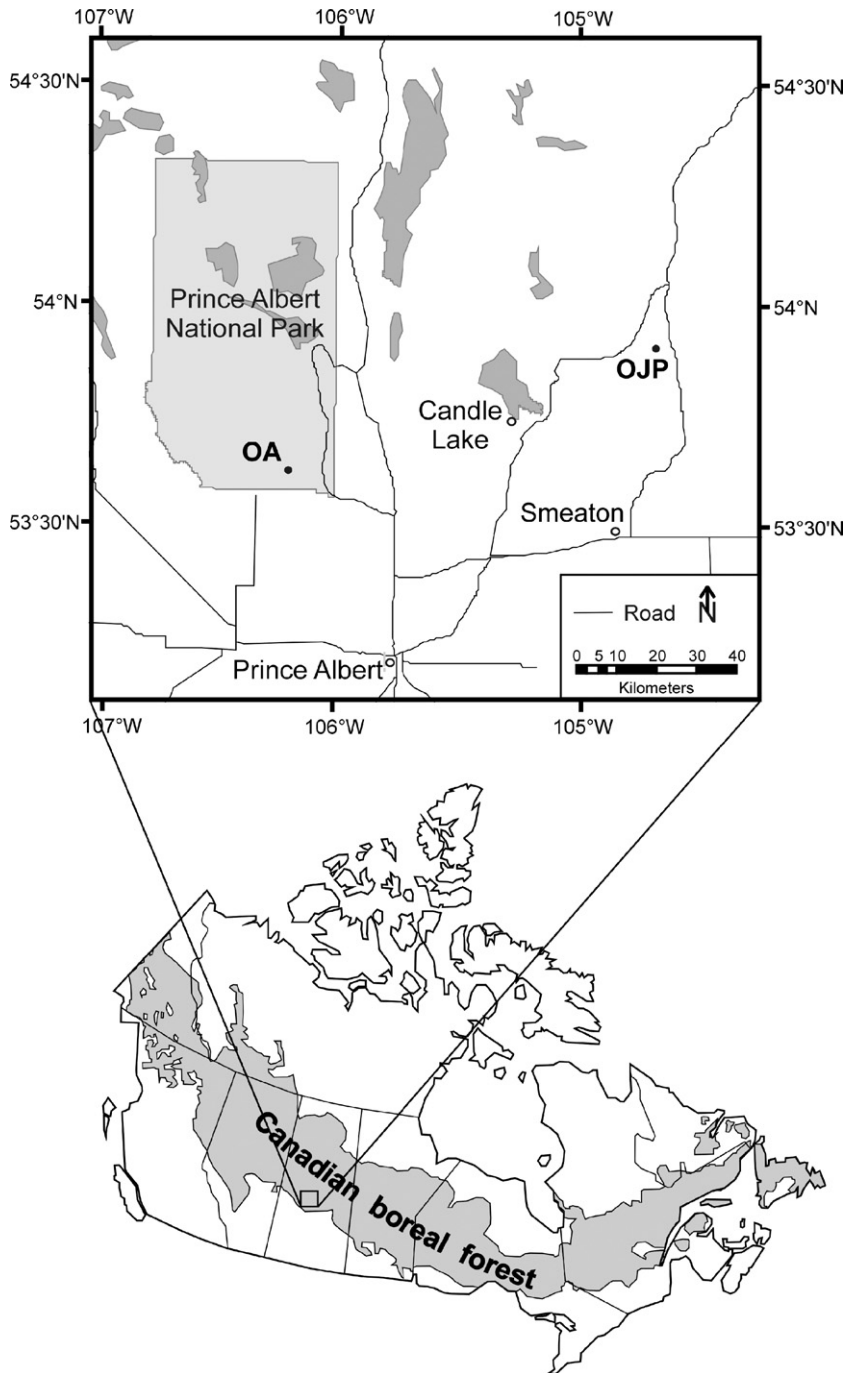 107°W 106°W 105°W
54°30'N 54°30'N
Prince Albert
National Park
54°N 54°N
OJP
Candle
Lake
OA
Smeaton
53°30'N 53°30'N
Road N
0 5 10 20 30 40
Kilometers
Prince Albert
107°W 106°W 105°W
Canadian boreal forest